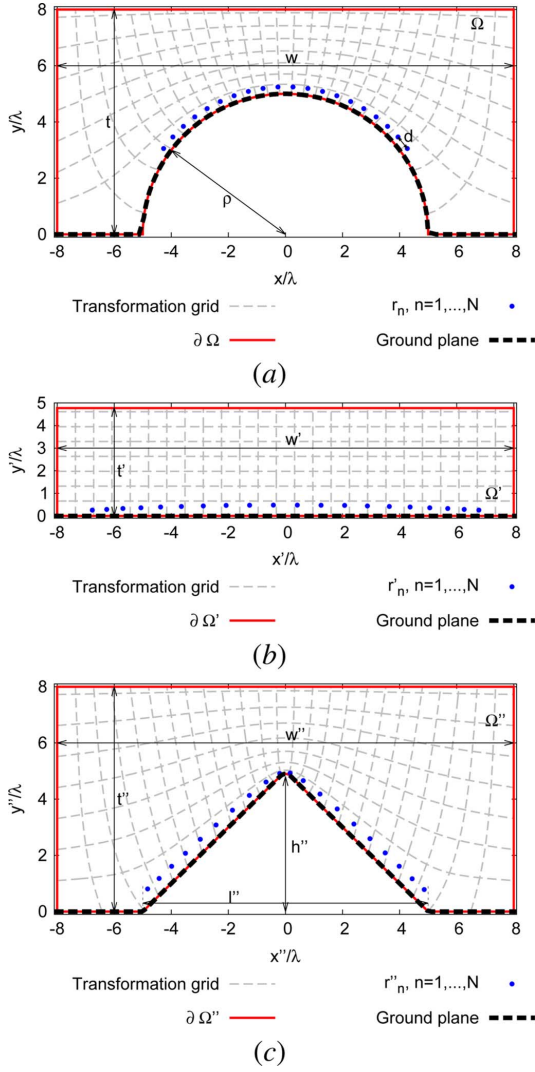 8
6
4
2
0
y/λ
Ω
w
t
d
ρ
-8 -6 -4 -2 0 2 4 6 8
x/λ
Transformation grid r_n, n=1,...,N
∂ Ω Ground plane
(a)
5
4
3
2
1
0
y'/λ
w'
t'
Ω'
-8 -6 -4 -2 0 2 4 6 8
x'/λ
Transformation grid r'_n, n=1,...,N
∂ Ω' Ground plane
(b)
8
6
4
2
0
y''/λ
Ω''
w''
t''
h''
l''
-8 -6 -4 -2 0 2 4 6 8
x''/λ
Transformation grid r''_n, n=1,...,N
∂ Ω'' Ground plane
(c)